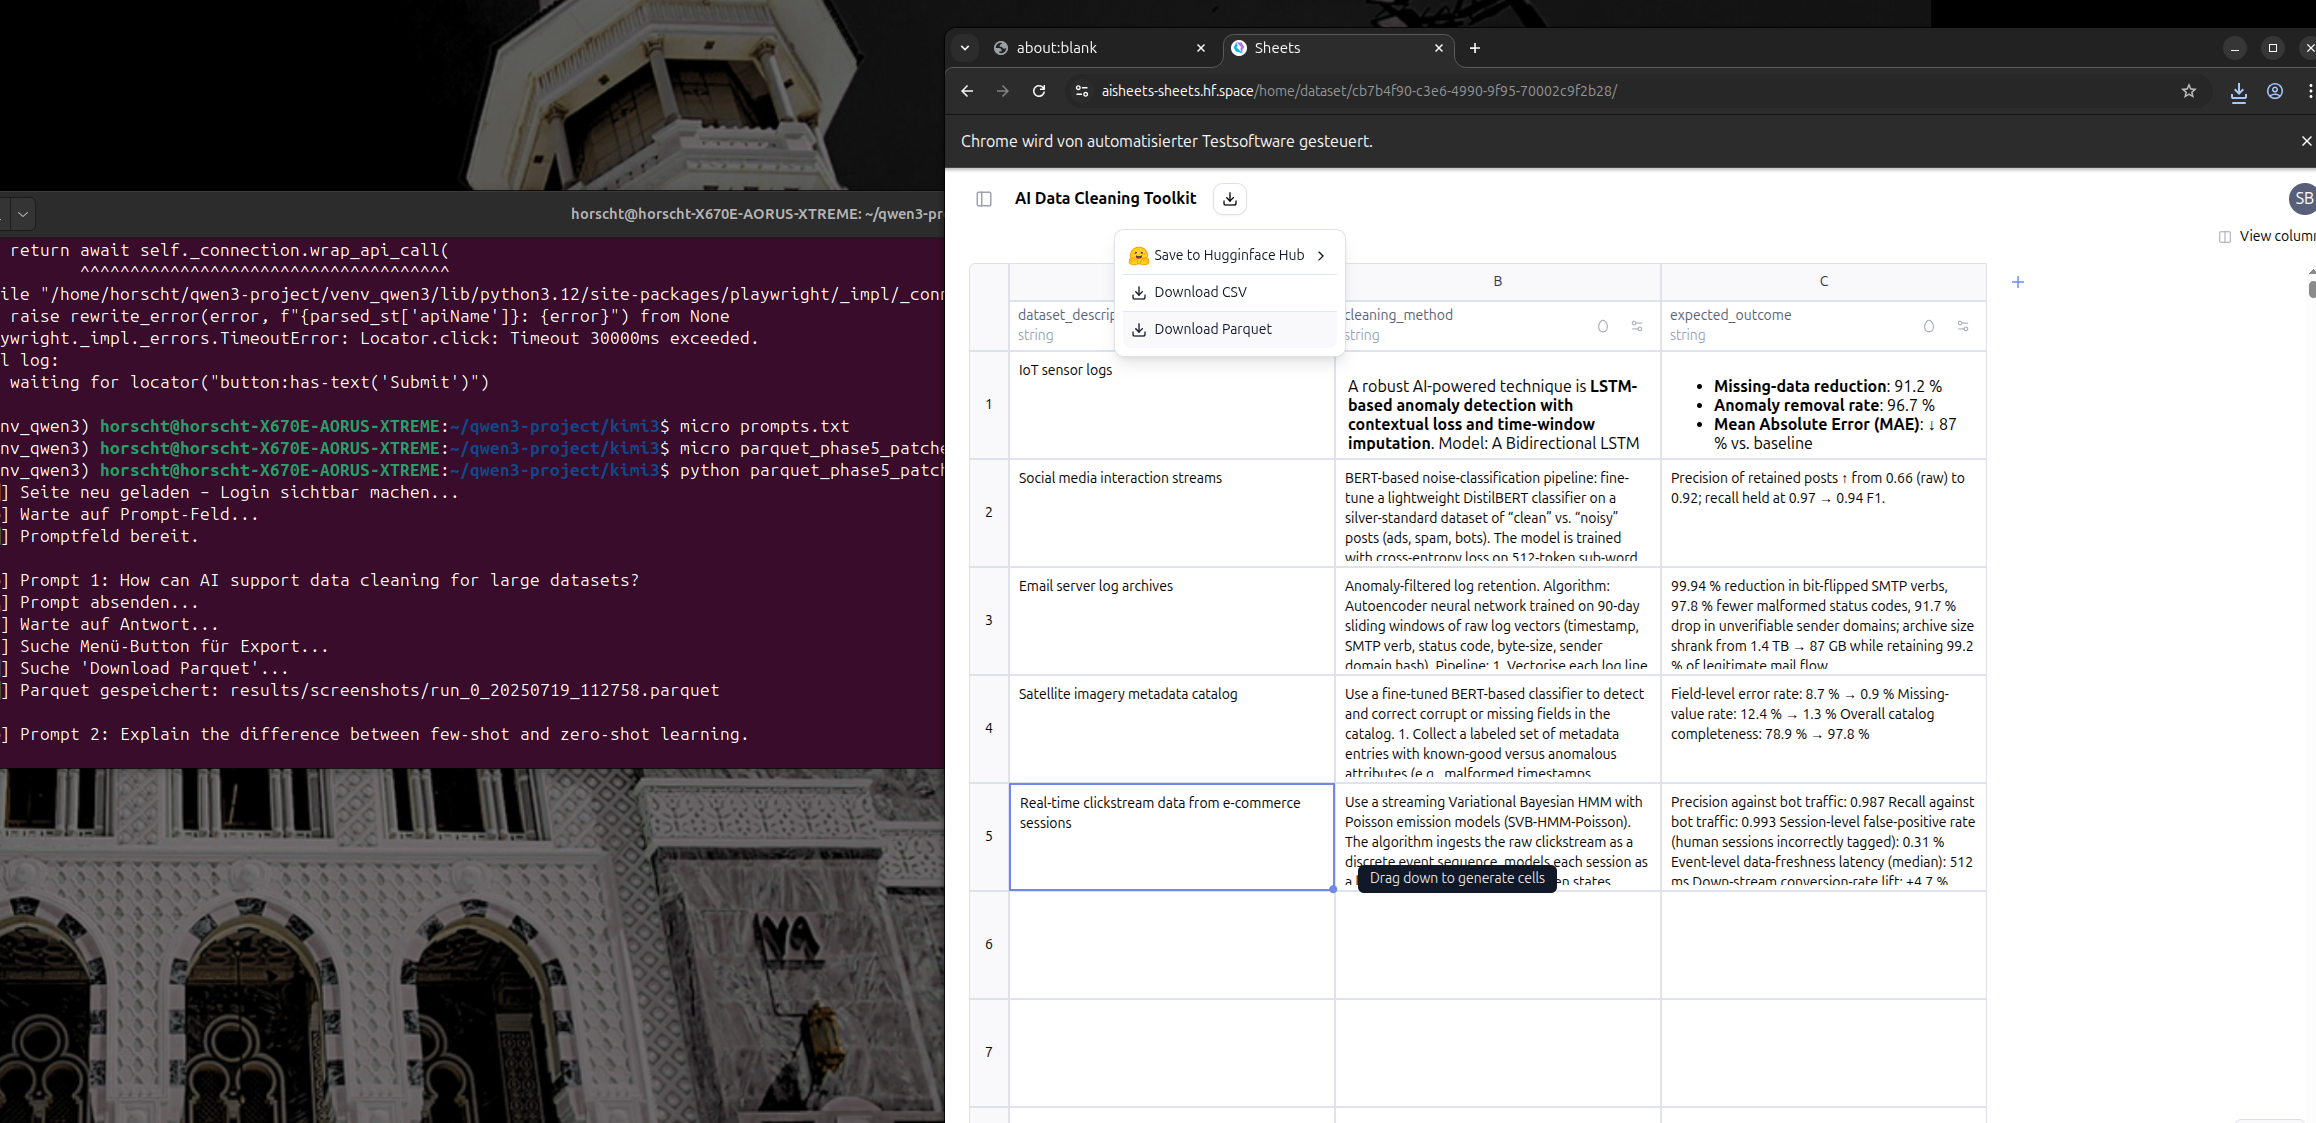 about:blank
Sheets
aisheets-sheets.hf.space/home/dataset/cb7b4f90-c3e6-4990-9f95-70002c9f2b28/
Chrome wird von automatisierter Testsoftware gesteuert.
horscht@horscht-X670E-AORUS-XTREME: ~/qwen3-pr
return await self._connection.wrap_api_call(
^^^^^^^^^^^^^^^^^^^^^^^^^^^^^^^^^^^^^
ile "/home/horscht/qwen3-project/venv_qwen3/lib/python3.12/site-packages/playwright/_impl/_conn
raise rewrite_error(error, f"{parsed_st['apiName']}: {error}") from None
ywright._impl._errors.TimeoutError: Locator.click: Timeout 30000ms exceeded.
l log:
waiting for locator("button:has-text('Submit')")
nv_qwen3) horscht@horscht-X670E-AORUS-XTREME:~/qwen3-project/kimi3$ micro prompts.txt
nv_qwen3) horscht@horscht-X670E-AORUS-XTREME:~/qwen3-project/kimi3$ micro parquet_phase5_patche
nv_qwen3) horscht@horscht-X670E-AORUS-XTREME:~/qwen3-project/kimi3$ python parquet_phase5_patch
] Seite neu geladen – Login sichtbar machen...
] Warte auf Prompt-Feld...
] Promptfeld bereit.
] Prompt 1: How can AI support data cleaning for large datasets?
] Prompt absenden...
] Warte auf Antwort...
] Suche Menü-Button für Export...
] Suche 'Download Parquet'...
] Parquet gespeichert: results/screenshots/run_0_20250719_112758.parquet
] Prompt 2: Explain the difference between few-shot and zero-shot learning.
AI Data Cleaning Toolkit
SB
View colum
Save to Hugginface Hub
Download CSV
Download Parquet
B
C
dataset_descrip
string
cleaning_method
string
expected_outcome
string
1
IoT sensor logs
A robust AI-powered technique is LSTM-
based anomaly detection with
contextual loss and time-window
imputation. Model: A Bidirectional LSTM
• Missing-data reduction: 91.2 %
• Anomaly removal rate: 96.7 %
• Mean Absolute Error (MAE): ↓ 87
% vs. baseline
2
Social media interaction streams
BERT-based noise-classification pipeline: fine-
tune a lightweight DistilBERT classifier on a
silver-standard dataset of “clean” vs. “noisy”
posts (ads, spam, bots). The model is trained
with cross-entropy loss on 512-token sub-word
Precision of retained posts ↑ from 0.66 (raw) to
0.92; recall held at 0.97 → 0.94 F1.
3
Email server log archives
Anomaly-filtered log retention. Algorithm:
Autoencoder neural network trained on 90-day
sliding windows of raw log vectors (timestamp,
SMTP verb, status code, byte-size, sender
domain hash). Pipeline: 1. Vectorise each log line
99.94 % reduction in bit-flipped SMTP verbs,
97.8 % fewer malformed status codes, 91.7 %
drop in unverifiable sender domains; archive size
shrank from 1.4 TB → 87 GB while retaining 99.2
% of legitimate mail flow
4
Satellite imagery metadata catalog
Use a fine-tuned BERT-based classifier to detect
and correct corrupt or missing fields in the
catalog. 1. Collect a labeled set of metadata
entries with known-good versus anomalous
attributes (e.g., malformed timestamps
Field-level error rate: 8.7 % → 0.9 % Missing-
value rate: 12.4 % → 1.3 % Overall catalog
completeness: 78.9 % → 97.8 %
5
Real-time clickstream data from e-commerce
sessions
Use a streaming Variational Bayesian HMM with
Poisson emission models (SVB-HMM-Poisson).
The algorithm ingests the raw clickstream as a
discrete event sequence, models each session as
a
en states
Drag down to generate cells
Precision against bot traffic: 0.987 Recall against
bot traffic: 0.993 Session-level false-positive rate
(human sessions incorrectly tagged): 0.31 %
Event-level data-freshness latency (median): 512
ms Down-stream conversion-rate lift: +4.7 %
6
7
١٧٩